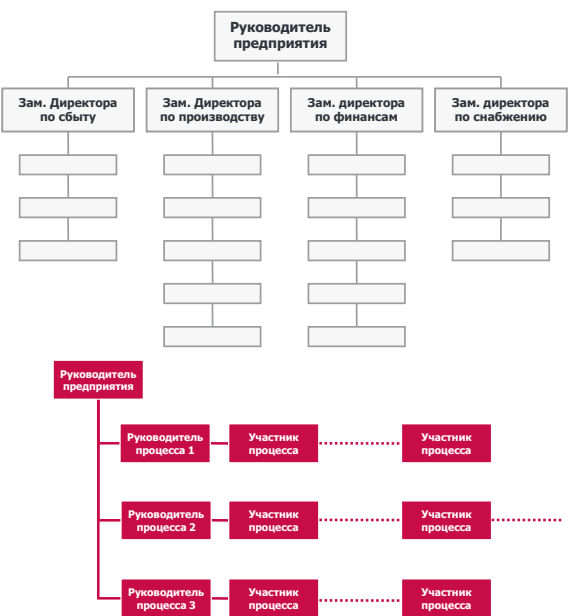 Руководитель
предприятия
Зам. Директора
по сбыту
Зам. Директора
по производству
Зам. директора
по финансам
Зам. директора
по снабжению
Руководитель
предприятия
Руководитель
процесса 1
Участник
процесса
Участник
процесса
Руководитель
процесса 2
Участник
процесса
Участник
процесса
Руководитель
процесса 3
Участник
процесса
Участник
процесса